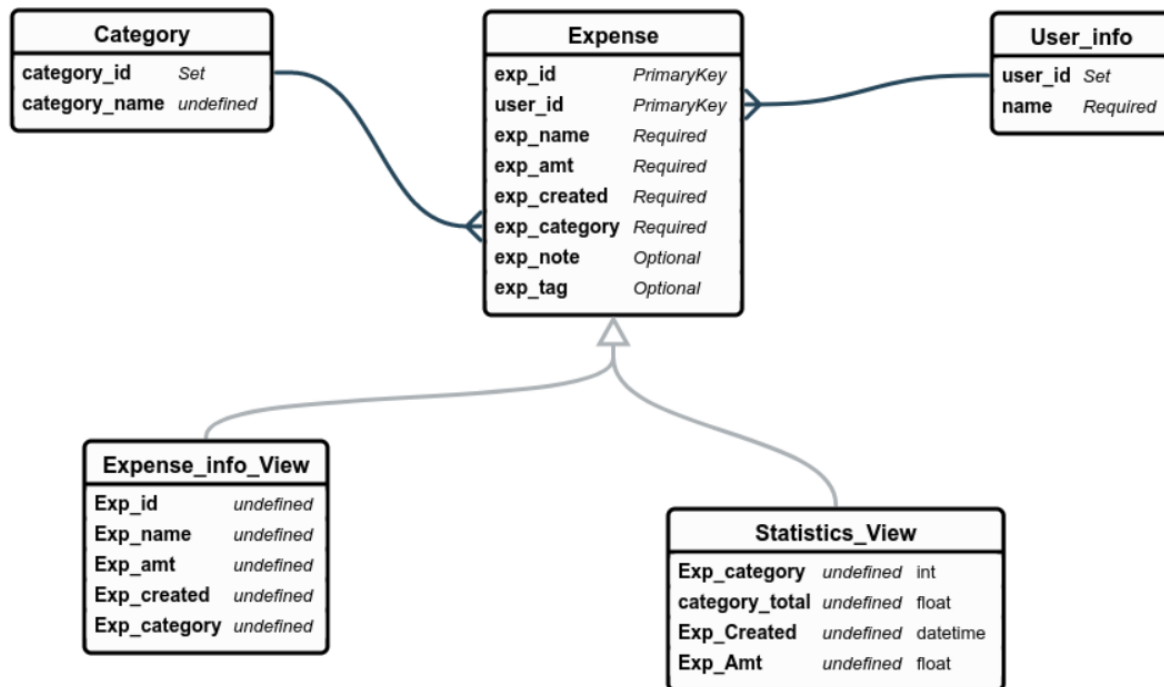 Category
category_id Set
category_name undefined
Expense
exp_id PrimaryKey
user_id PrimaryKey
exp_name Required
exp_amt Required
exp_created Required
exp_category Required
exp_note Optional
exp_tag Optional
User_info
user_id Set
name Required
Expense_info_View
Exp_id undefined
Exp_name undefined
Exp_amt undefined
Exp_created undefined
Exp_category undefined
Statistics_View
Exp_category undefined int
category_total undefined float
Exp_Created undefined datetime
Exp_Amt undefined float